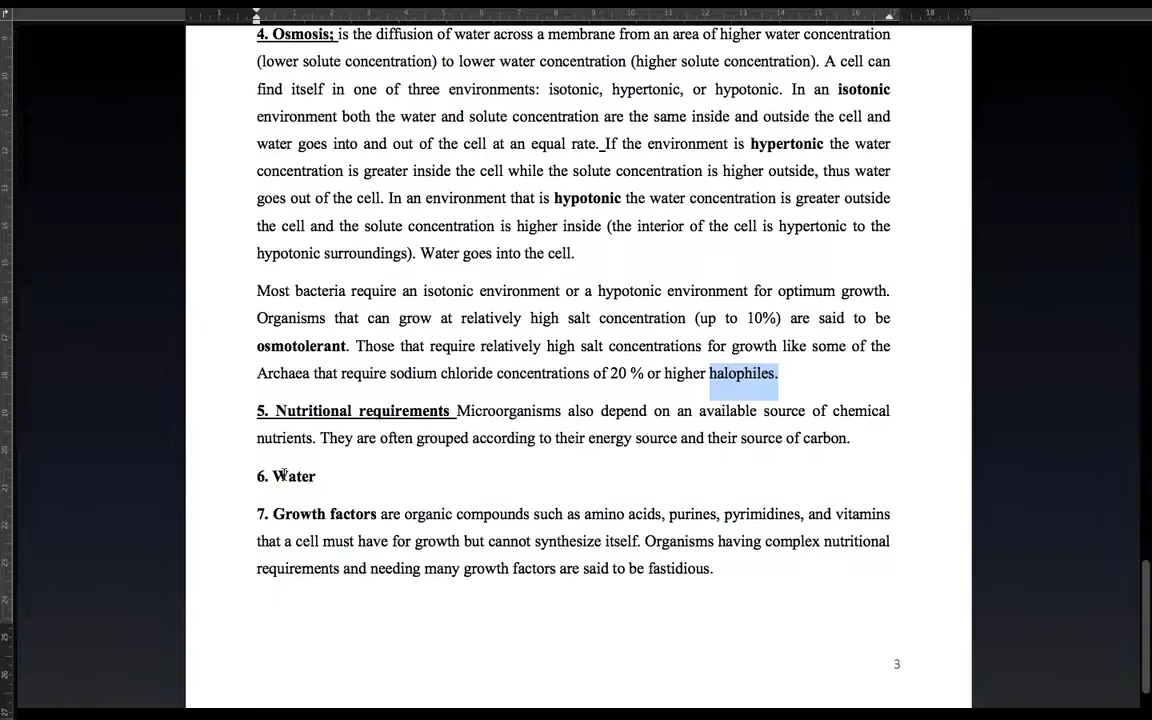 4. Osmosis; is the diffusion of water across a membrane from an area of higher water concentration
(lower solute concentration) to lower water concentration (higher solute concentration). A cell can
find itself in one of three environments: isotonic, hypertonic, or hypotonic. In an isotonic
environment both the water and solute concentration are the same inside and outside the cell and
water goes into and out of the cell at an equal rate. If the environment is hypertonic the water
concentration is greater inside the cell while the solute concentration is higher outside, thus water
goes out of the cell. In an environment that is hypotonic the water concentration is greater outside
the cell and the solute concentration is higher inside (the interior of the cell is hypertonic to the
hypotonic surroundings). Water goes into the cell.
Most bacteria require an isotonic environment or a hypotonic environment for optimum growth.
Organisms that can grow at relatively high salt concentration (up to 10%) are said to be
osmotolerant. Those that require relatively high salt concentrations for growth like some of the
Archaea that require sodium chloride concentrations of 20 % or higher halophiles.
5. Nutritional requirements Microorganisms also depend on an available source of chemical
nutrients. They are often grouped according to their energy source and their source of carbon.
6. Water
7. Growth factors are organic compounds such as amino acids, purines, pyrimidines, and vitamins
that a cell must have for growth but cannot synthesize itself. Organisms having complex nutritional
requirements and needing many growth factors are said to be fastidious.
3